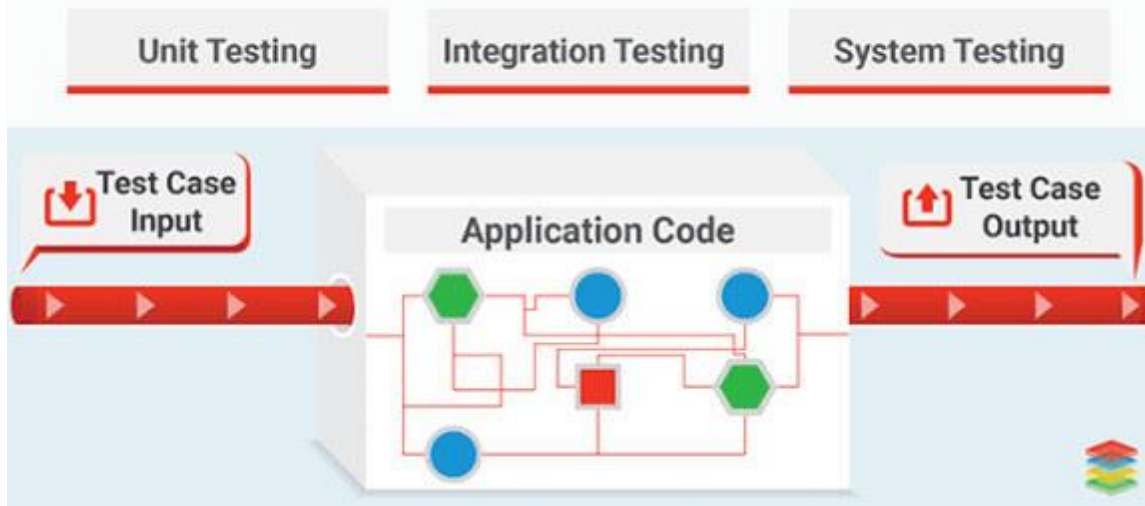 Unit Testing
Integration Testing
System Testing
Test Case
Input
Application Code
Test Case
Output